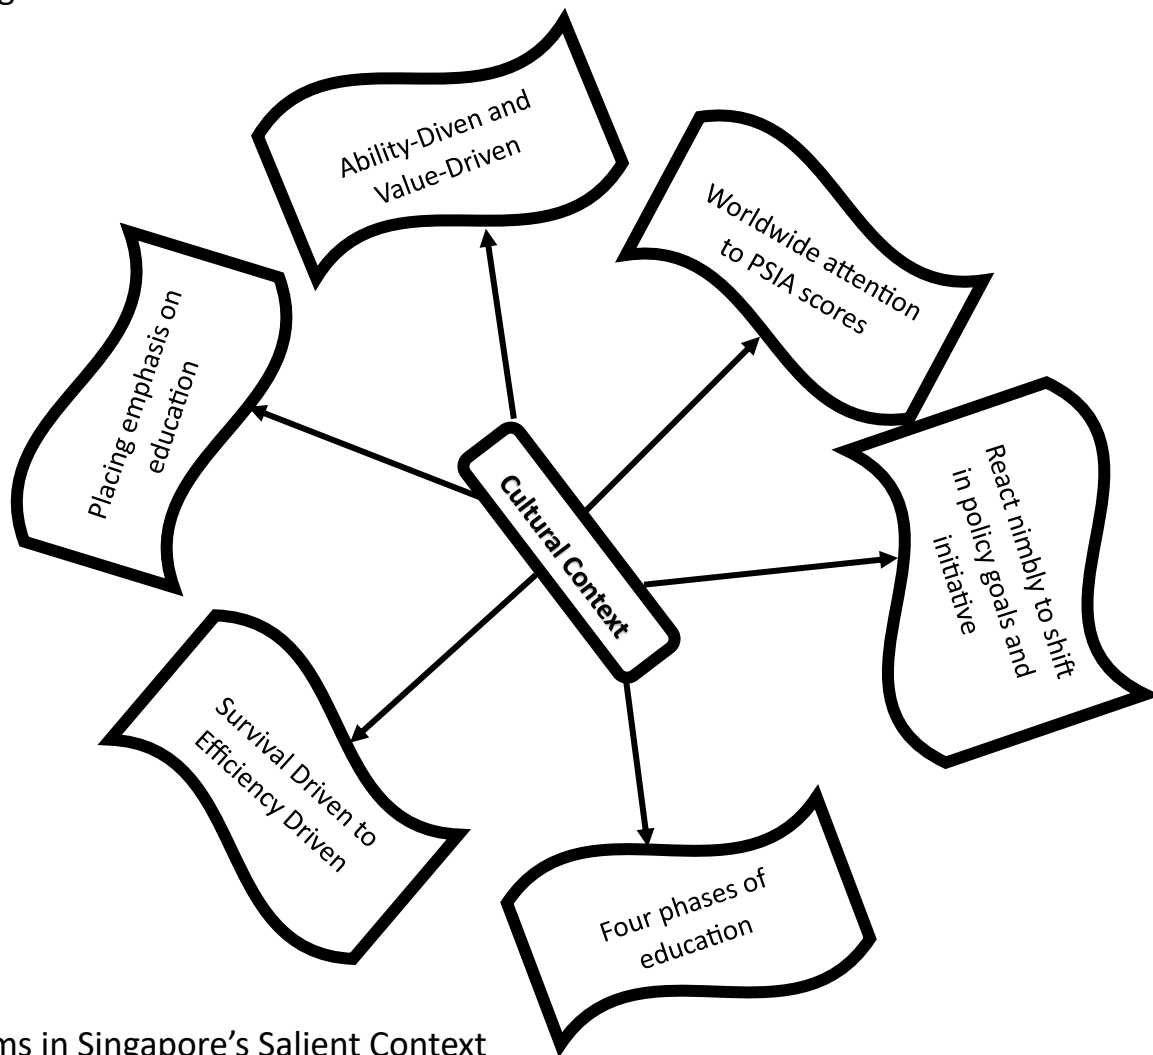 Ability-Diven and
Value-Driven
Worldwide attention
to PSIA scores
Placing emphasis on
education
React nimbly to shift
in policy goals and
initiative
Cultural Context
Survival Driven to
Efficiency Driven
Four phases of
education
in Singapore's Salient Context